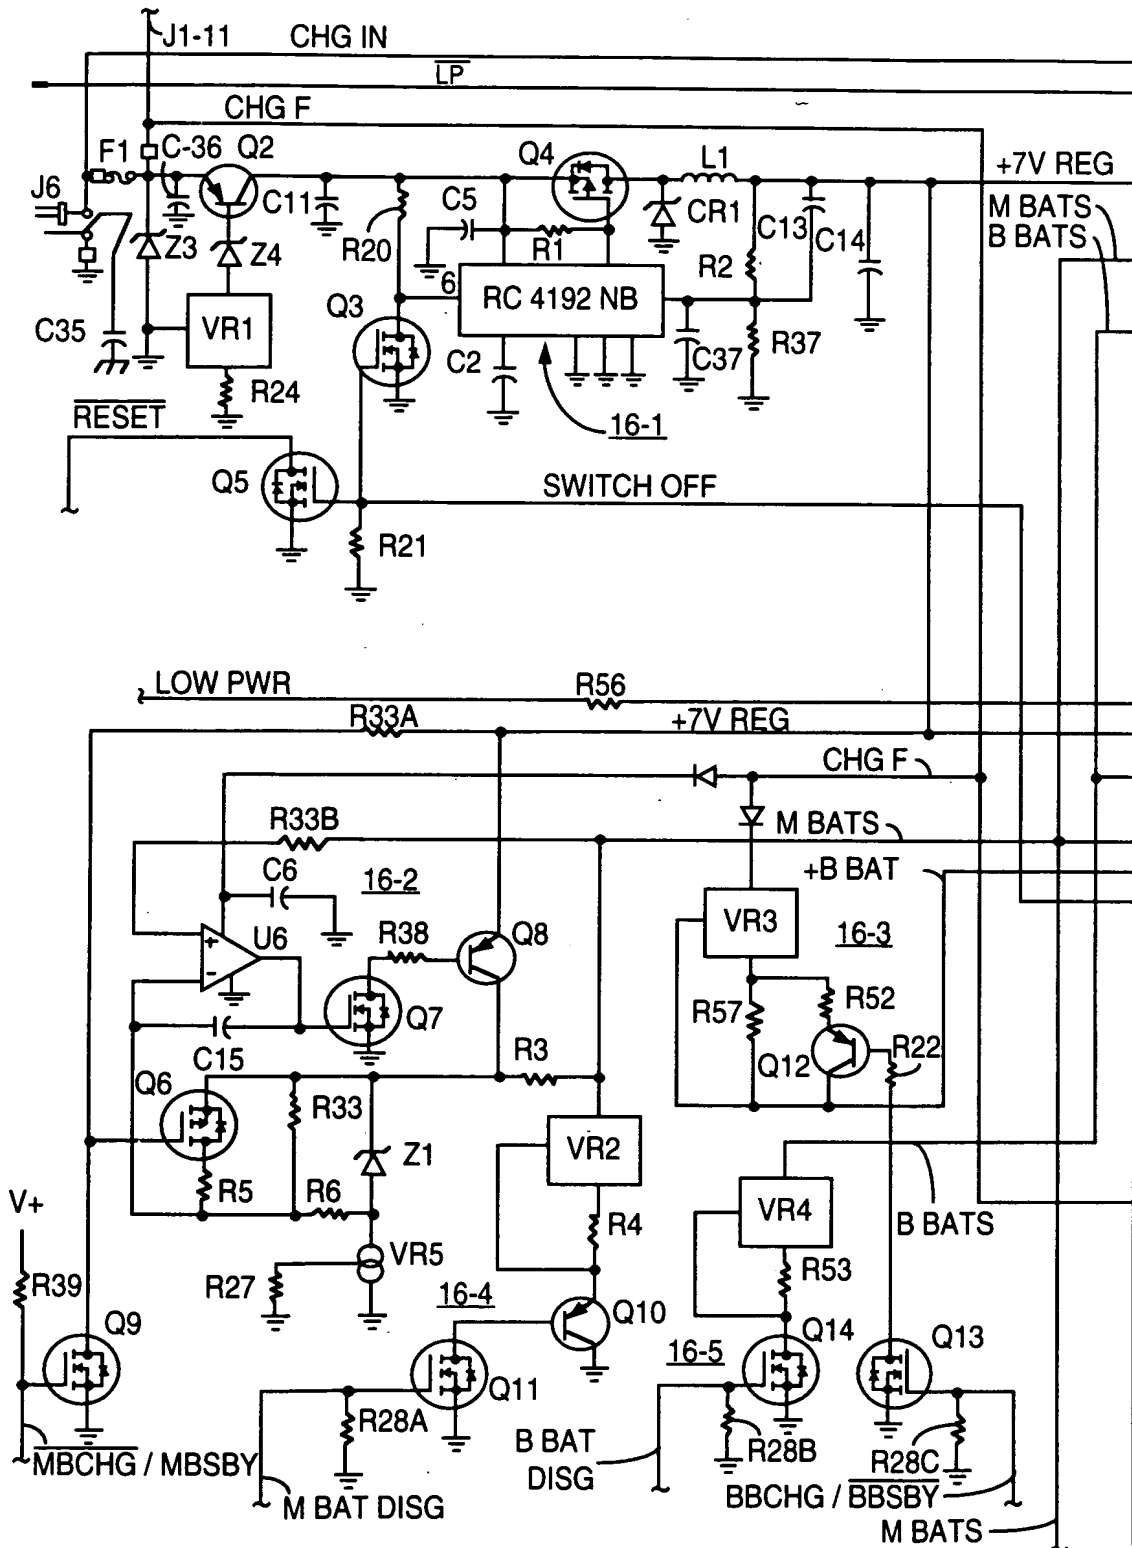 J1-11
CHG IN
LP
CHG F
F1
C-36
Q2
Q4
L1
+7V REG
J6
C11
C5
CR1
C13
C14
M BATS
B BATS
Z3
Z4
R20
R1
R2
6
RC 4192 NB
Q3
VR1
C35
C2
C37
R37
R24
RESET
16-1
Q5
SWITCH OFF
R21
LOW PWR
R56
R33A
+7V REG
CHG F
R33B
M BATS
C6
16-2
+B BAT
U6
R38
Q8
VR3
16-3
Q7
R57
R52
C15
R3
Q12
R22
Q6
R33
Z1
VR2
R5
R6
R4
VR4
B BATS
V+
R39
R27
VR5
16-4
R53
Q9
Q10
Q14
Q13
16-5
Q11
R28A
B BAT
DISG
R28B
R28C
MBCHG / MBSBY
BBCHG / BBSBY
M BAT DISG
M BATS